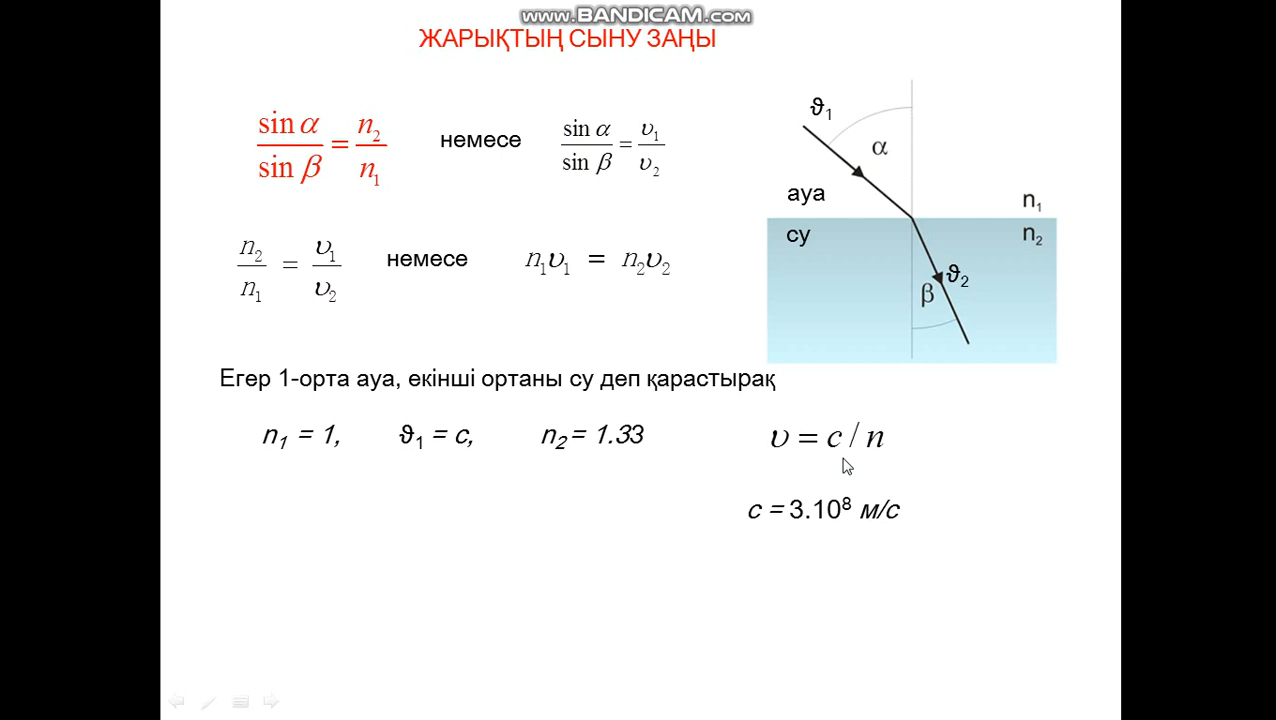 www.BANDICAM.com
ЖАРЫҚТЫҢ СЫНУ ЗАҢЫ
sin α / sin β = n₂ / n₁ немесе sin α / sin β = υ₁ / υ₂
n₂ / n₁ = υ₁ / υ₂ немесе n₁υ₁ = n₂υ₂
ϑ₁
α
ауа n₁
су n₂
ϑ₂
β
Егер 1-орта ауа, екінші ортаны су деп қарастырақ
n₁ = 1, ϑ₁ = c, n₂ = 1.33 υ = c / n
c = 3.10⁸ м/с